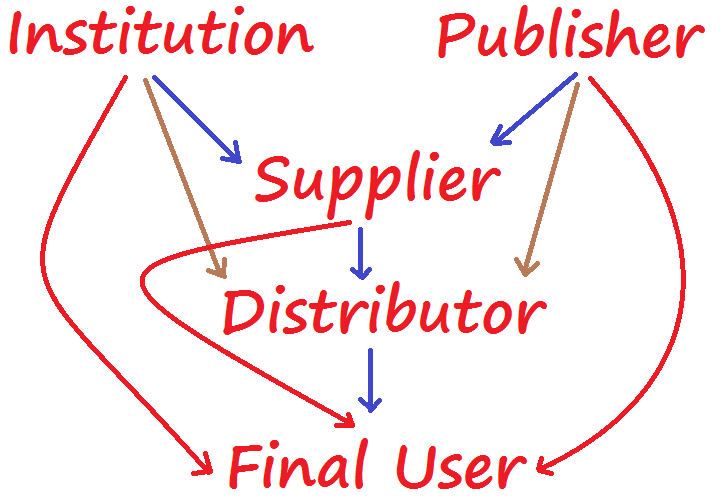 Institution Publisher
Supplier
Distributor
Final User